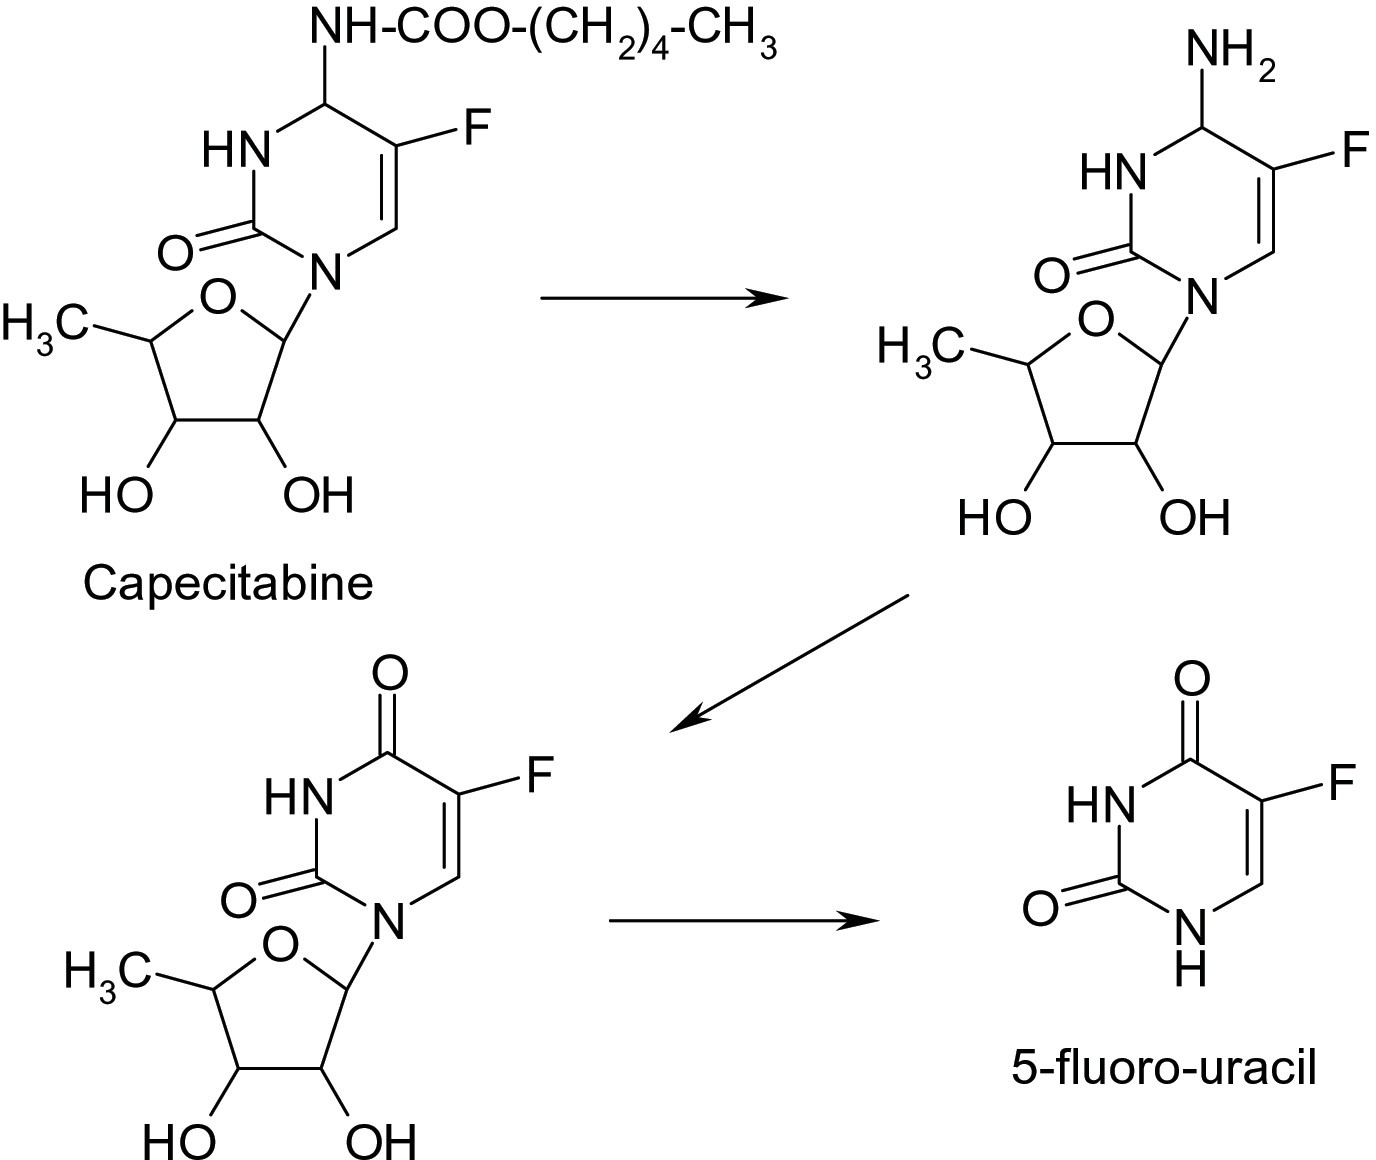 NH-COO-(CH2)4-CH3
F
HN
O
N
O
H3C
HO
OH
Capecitabine
NH2
F
HN
O
N
O
H3C
HO
OH
O
F
HN
O
N
O
H3C
HO
OH
O
F
HN
O
N
H
5-fluoro-uracil